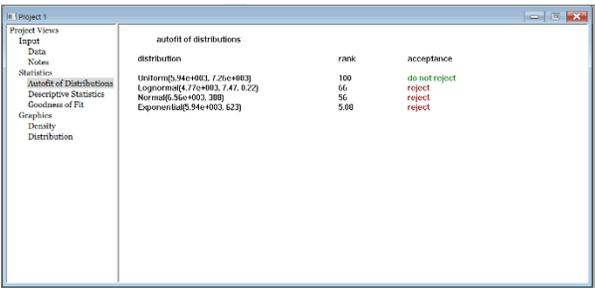 Project 1
Project Views
Input
Data
Notes
Statistics
Autofit of Distributions
Descriptive Statistics
Goodness of Fit
Graphics
Density
Distribution
autofit of distributions
distribution rank acceptance
Uniform(5.94e+003, 7.26e+003) 100 do not reject
Lognormal(4.77e+003, 7.47, 0.22) 66 reject
Normal(6.56e+003, 380) 56 reject
Exponential(5.94e+003, 623) 5.08 reject